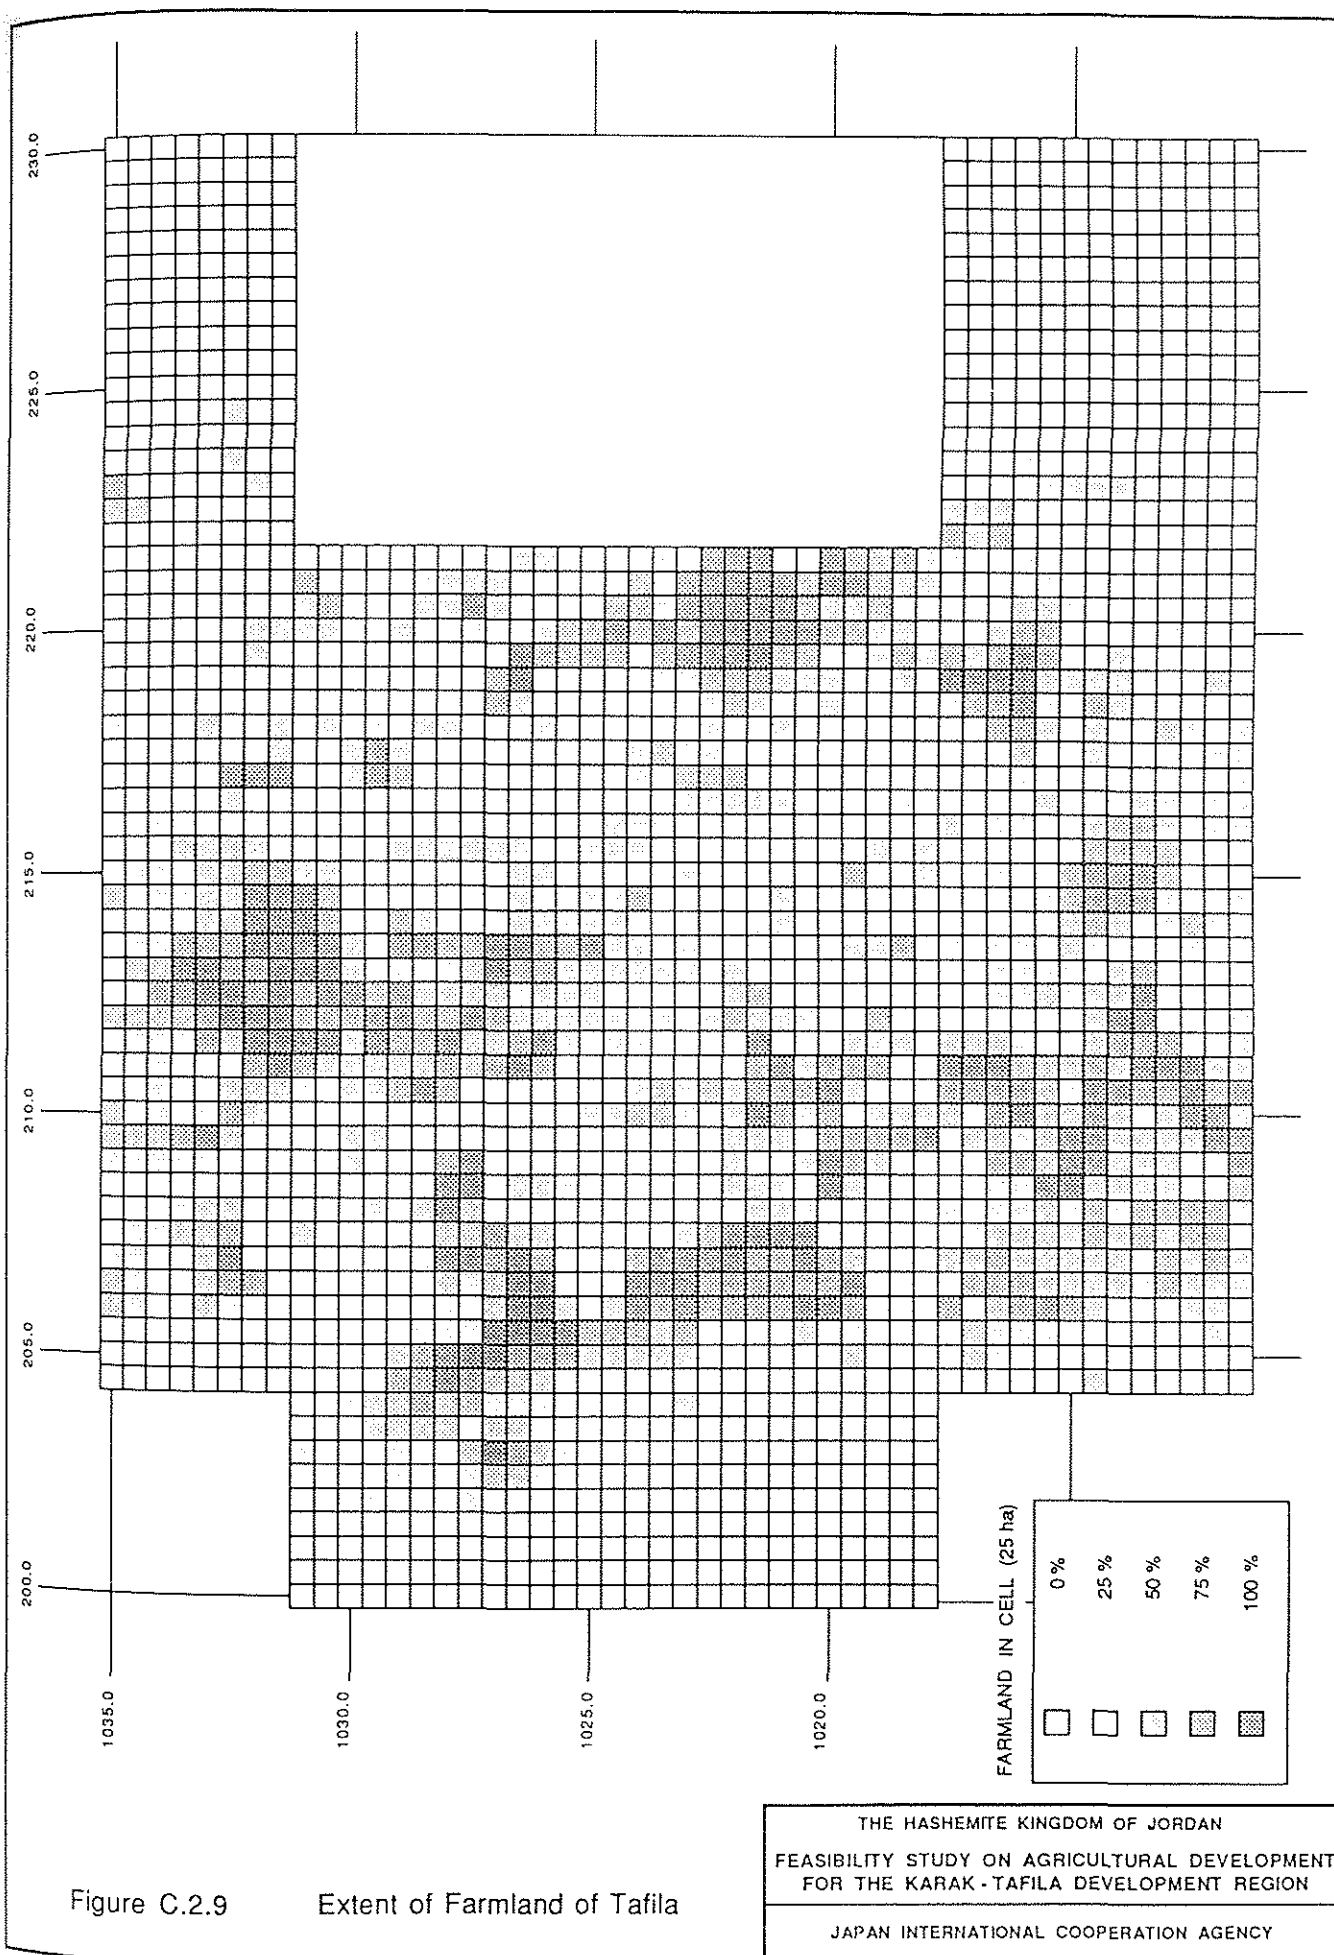 230.0
225.0
220.0
215.0
210.0
205.0
200.0
1035.0
1030.0
1025.0
1020.0
FARMLAND IN CELL (25 ha)
0 %
25 %
50 %
75 %
100 %
THE HASHEMITE KINGDOM OF JORDAN
FEASIBILITY STUDY ON AGRICULTURAL DEVELOPMENT
FOR THE KARAK - TAFILA DEVELOPMENT REGION
JAPAN INTERNATIONAL COOPERATION AGENCY
Figure C.2.9 Extent of Farmland of Tafila